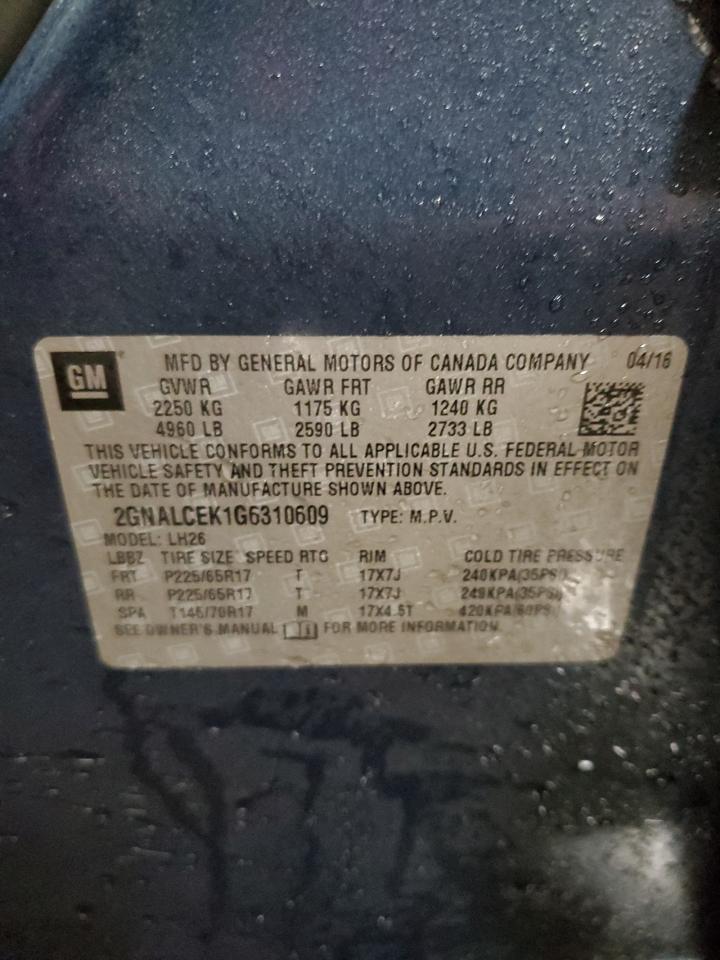 GM
MFD BY GENERAL MOTORS OF CANADA COMPANY 04/16
GVWR GAWR FRT GAWR RR
2250 KG 1175 KG 1240 KG
4960 LB 2590 LB 2733 LB
THIS VEHICLE CONFORMS TO ALL APPLICABLE U.S. FEDERAL MOTOR
VEHICLE SAFETY AND THEFT PREVENTION STANDARDS IN EFFECT ON
THE DATE OF MANUFACTURE SHOWN ABOVE.
2GNALCEK1G6310609 TYPE: M.P.V.
MODEL: LH26
LBBZ TIRE SIZE SPEED RTG RIM COLD TIRE PRESSURE
FRT P225/65R17 T 17X7J 240KPA(35PSI)
RR P225/65R17 T 17X7J 240KPA(35PSI)
SPA T145/70R17 M 17X4.5T 420KPA(60PSI)
SEE OWNER'S MANUAL FOR MORE INFORMATION.